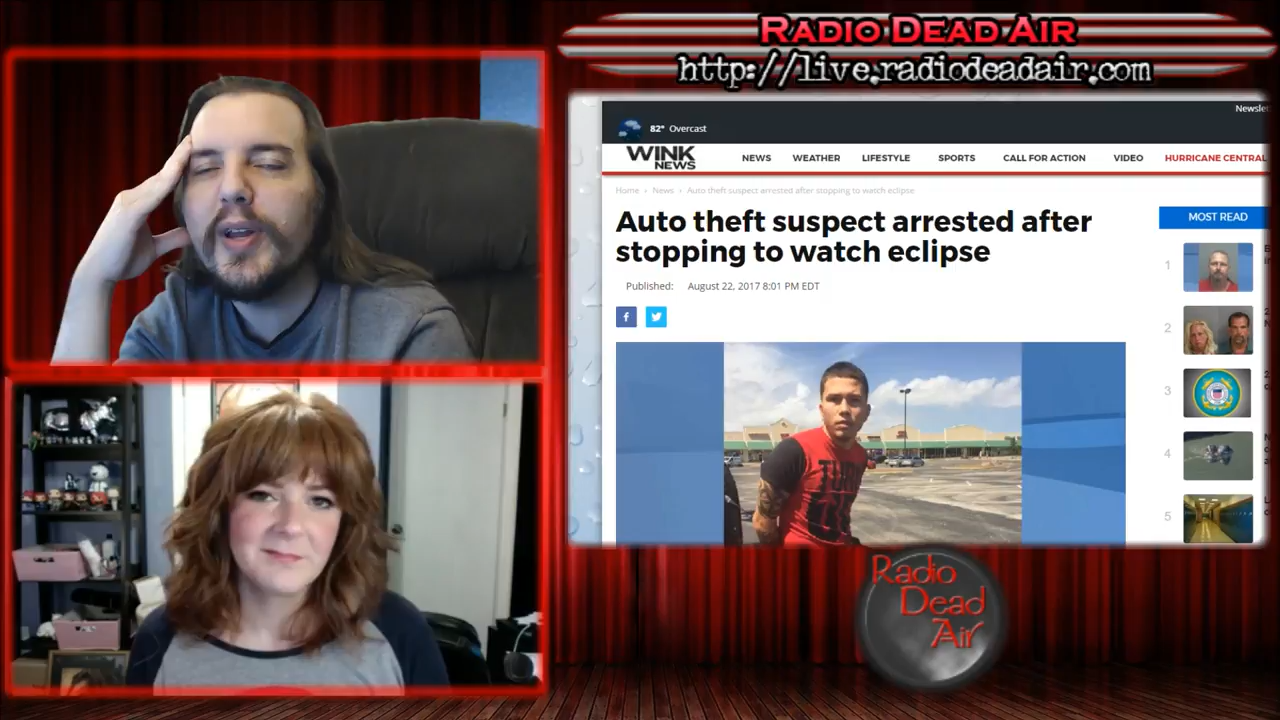 RADIO DEAD AIR
http://live.radiodeadair.com
82° Overcast
WINK
NEWS
NEWS WEATHER LIFESTYLE SPORTS CALL FOR ACTION VIDEO HURRICANE CENTRAL
Home › News › Auto theft suspect arrested after stopping to watch eclipse
Auto theft suspect arrested after
stopping to watch eclipse
Published: August 22, 2017 8:01 PM EDT
MOST READ
1
2
3
4
5
Radio
Dead
Air